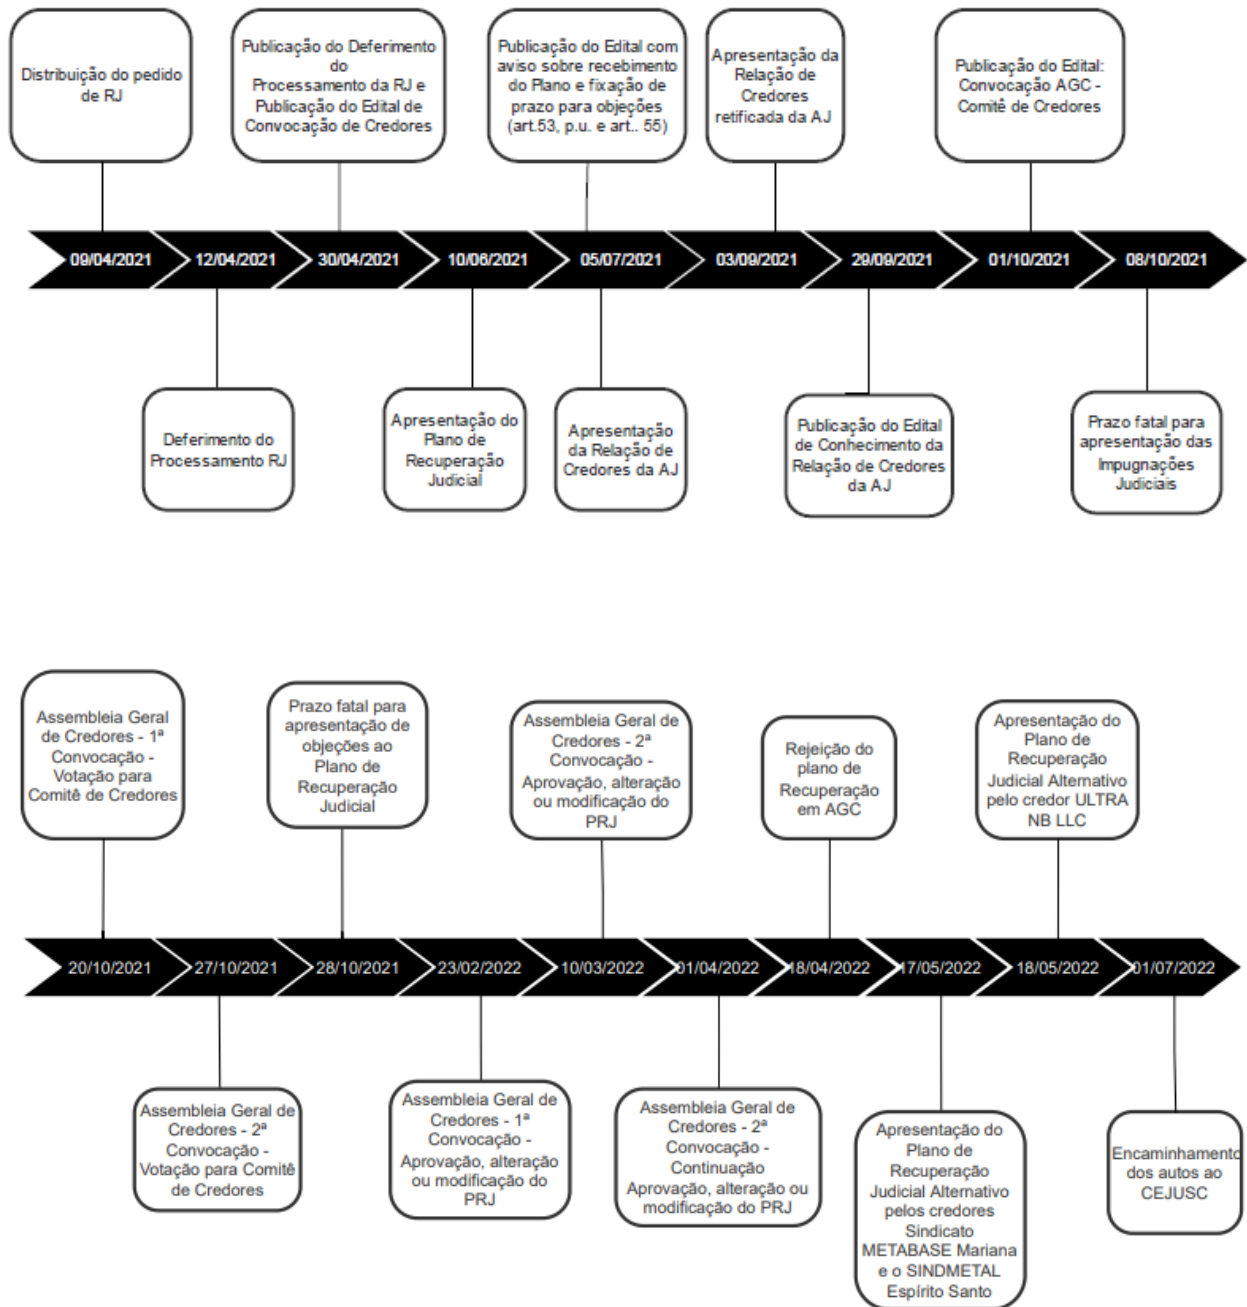 Distribuição do pedido
de RJ
Publicação do Deferimento
do
Processamento da RJ e
Publicação do Edital de
Convocação de Credores
Publicação do Edital com
aviso sobre recebimento
do Plano e fixação de
prazo para objeções
(art.53, p.u. e art.. 55)
Apresentação da
Relação de
Credores
retificada da AJ
Publicação do Edital:
Convocação AGC -
Comitê de Credores
09/04/2021
12/04/2021
30/04/2021
10/06/2021
05/07/2021
03/09/2021
29/09/2021
01/10/2021
08/10/2021
Deferimento do
Processamento RJ
Apresentação do
Plano de
Recuperação
Judicial
Apresentação
da Relação de
Credores da AJ
Publicação do Edital
de Conhecimento da
Relação de Credores
da AJ
Prazo fatal para
apresentação das
Impugnações
Judiciais
Assembleia Geral
de Credores - 1ª
Convocação -
Votação para
Comitê de Credores
Prazo fatal para
apresentação de
objeções ao
Plano de
Recuperação
Judicial
Assembleia Geral de
Credores - 2ª
Convocação -
Aprovação, alteração
ou modificação do
PRJ
Rejeição do
plano de
Recuperação
em AGC
Apresentação do
Plano de
Recuperação
Judicial Alternativo
pelo credor ULTRA
NB LLC
20/10/2021
27/10/2021
28/10/2021
23/02/2022
10/03/2022
01/04/2022
18/04/2022
17/05/2022
18/05/2022
01/07/2022
Assembleia Geral de
Credores - 2ª
Convocação -
Votação para Comitê
de Credores
Assembleia Geral de
Credores - 1ª
Convocação -
Aprovação, alteração
ou modificação do
PRJ
Assembleia Geral de
Credores - 2ª
Convocação -
Continuação
Aprovação, alteração ou
modificação do PRJ
Apresentação do
Plano de
Recuperação
Judicial Alternativo
pelos credores
Sindicato
METABASE Mariana
e o SINDMETAL
Espírito Santo
Encaminhamento
dos autos ao
CEJUSC